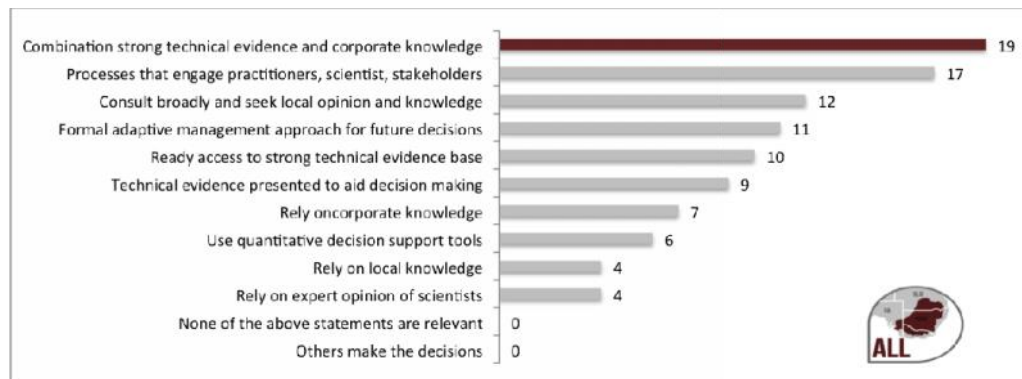 Combination strong technical evidence and corporate knowledge 19
Processes that engage practitioners, scientist, stakeholders 17
Consult broadly and seek local opinion and knowledge 12
Formal adaptive management approach for future decisions 11
Ready access to strong technical evidence base 10
Technical evidence presented to aid decision making 9
Rely oncorporate knowledge 7
Use quantitative decision support tools 6
Rely on local knowledge 4
Rely on expert opinion of scientists 4
None of the above statements are relevant 0
Others make the decisions 0
ALL